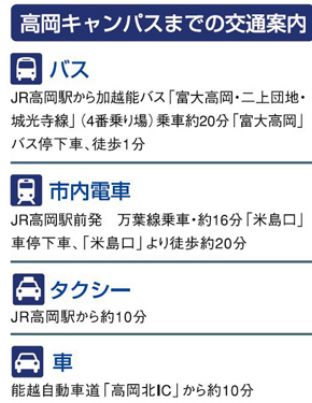 高岡キャンパスまでの交通案内
バス
JR高岡駅から加越能バス「富大高岡・二上団地・
城光寺線」（4番乗り場）乗車約20分「富大高岡」
バス停下車、徒歩1分
市内電車
JR高岡駅前発　万葉線乗車・約16分「米島口」
車停下車、「米島口」より徒歩約20分
タクシー
JR高岡駅から約10分
車
能越自動車道「高岡北IC」から約10分